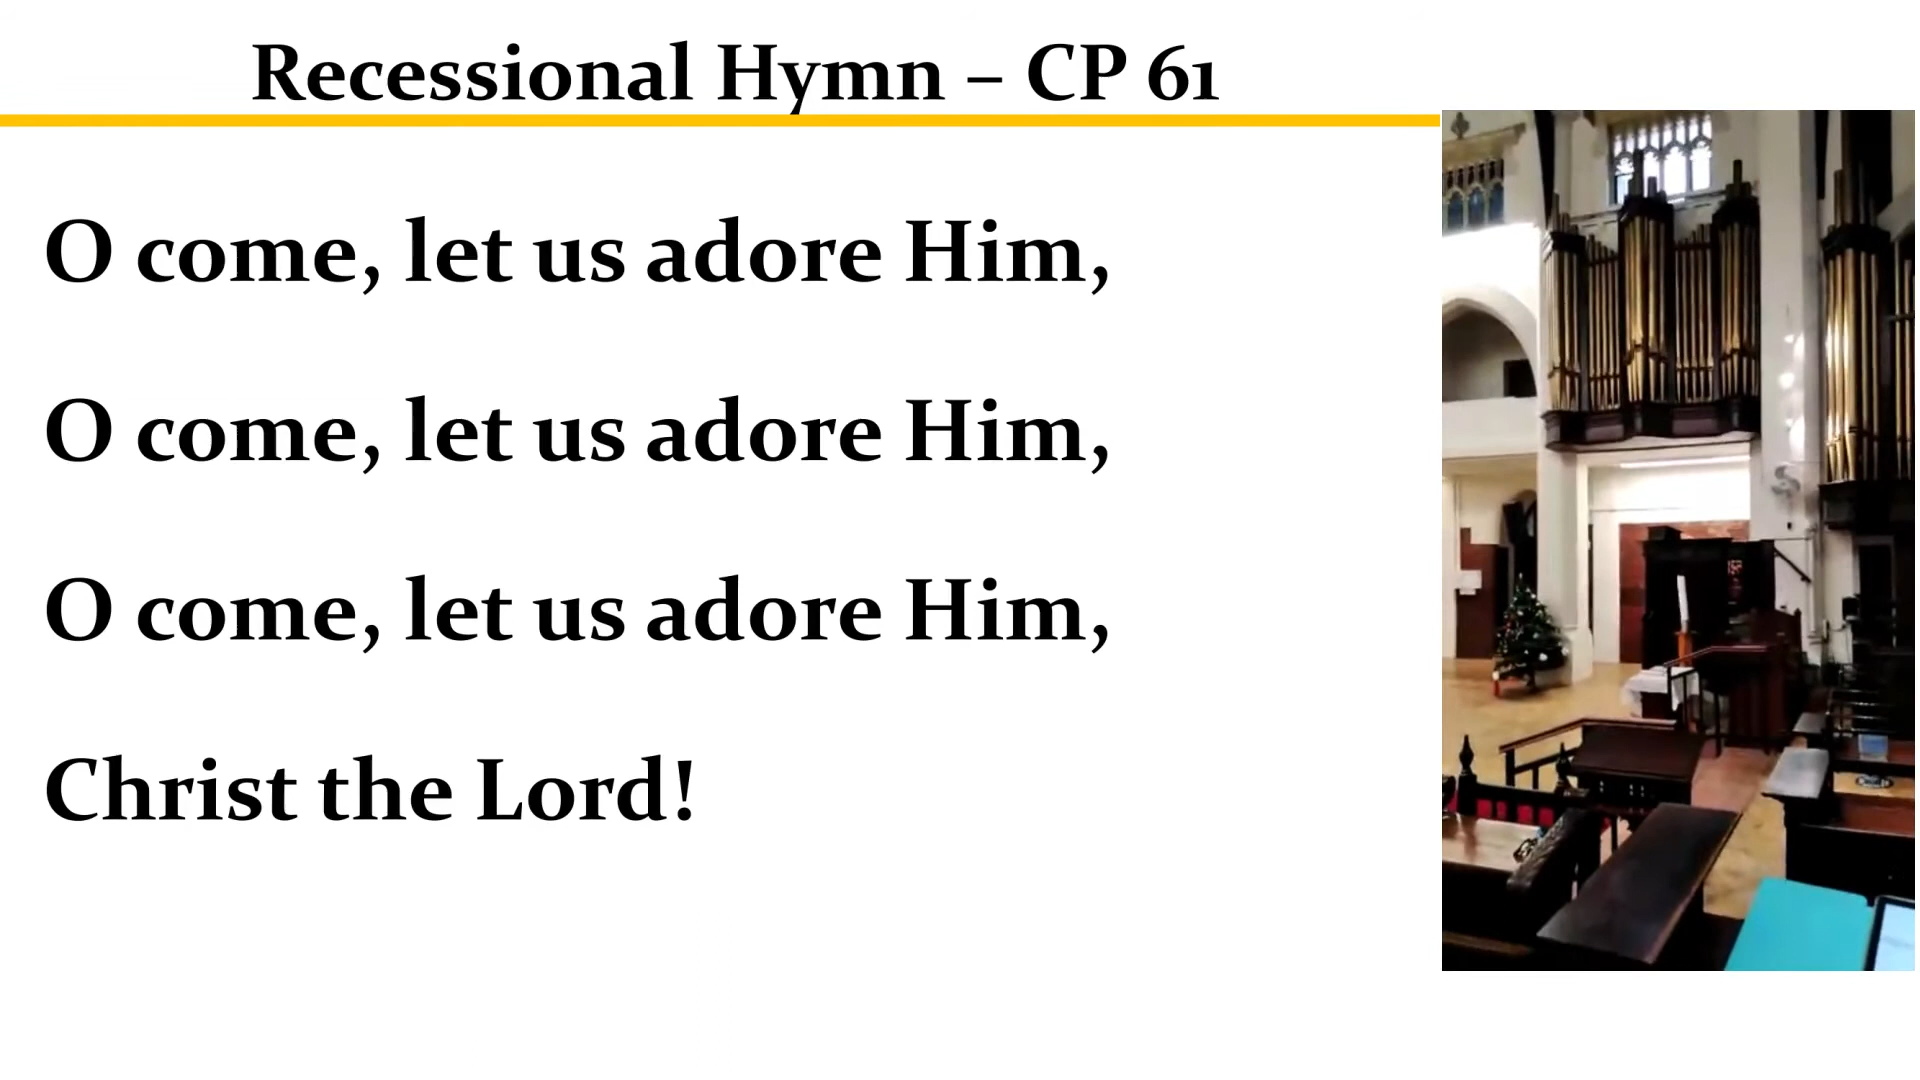 Recessional Hymn – CP 61
O come, let us adore Him,
O come, let us adore Him,
O come, let us adore Him,
Christ the Lord!